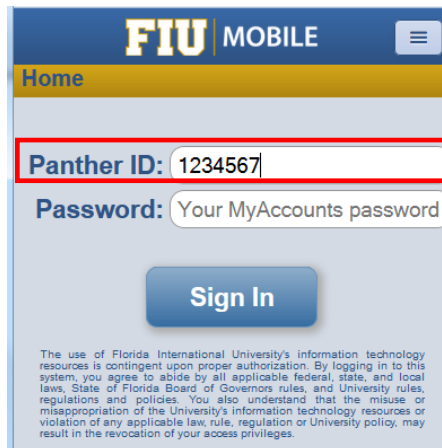 FIU MOBILE
Home
Panther ID: 1234567
Password: Your MyAccounts password
Sign In
The use of Florida International University's information technology
resources is contingent upon proper authorization. By logging in to this
system, you agree to abide by all applicable federal, state, and local
laws, State of Florida Board of Governors rules, and University rules,
regulations and policies. You also understand that the misuse or
misappropriation of the University's information technology resources or
violation of any applicable law, rule, regulation or University policy, may
result in the revocation of your access privileges.